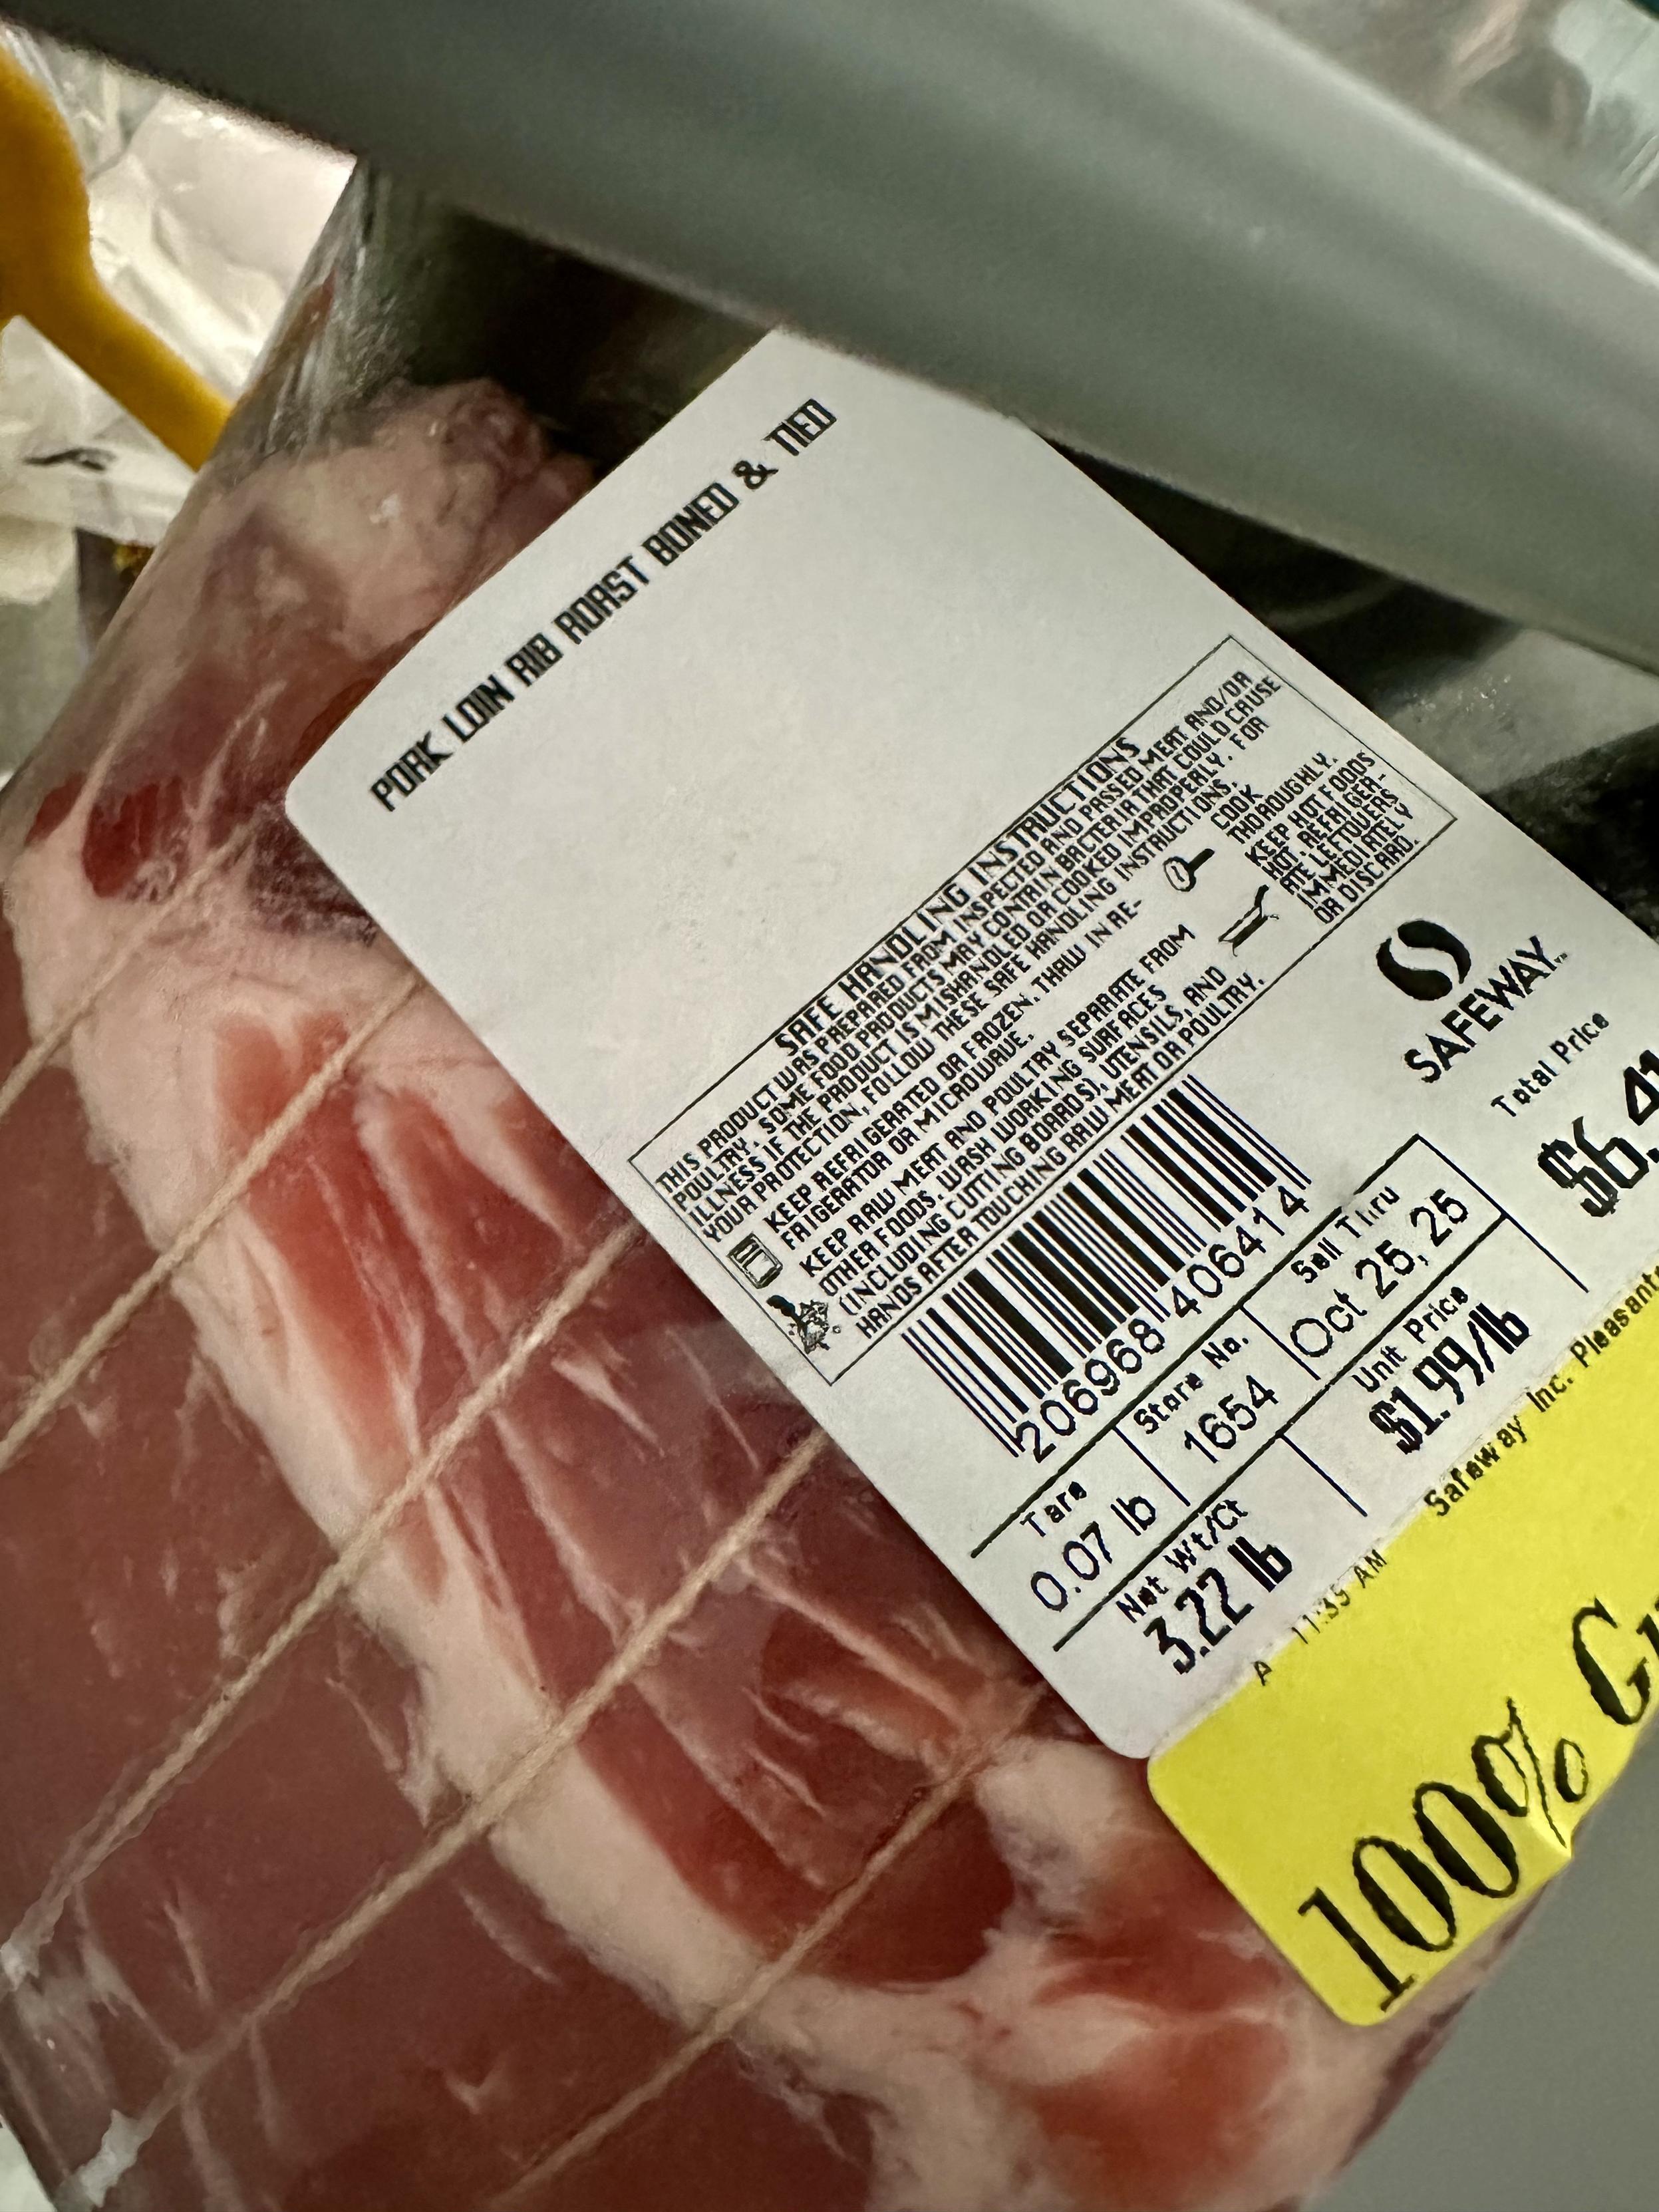 PORK LOIN RIB ROAST BONED & TIED
SAFE HANDLING INSTRUCTIONS
THIS PRODUCT WAS PREPARED FROM INSPECTED AND PASSED MEAT AND/OR
POULTRY. SOME FOOD PRODUCTS MAY CONTAIN BACTERIA THAT COULD CAUSE
ILLNESS IF THE PRODUCT IS MISHANDLED OR COOKED IMPROPERLY. FOR
YOUR PROTECTION, FOLLOW THESE SAFE HANDLING INSTRUCTIONS.
KEEP REFRIGERATED OR FROZEN. THAW IN RE-
FRIGERATOR OR MICROWAVE.
KEEP RAW MEAT AND POULTRY SEPARATE FROM
OTHER FOODS. WASH WORKING SURFACES
(INCLUDING CUTTING BOARDS), UTENSILS, AND
HANDS AFTER TOUCHING RAW MEAT OR POULTRY.
COOK
THOROUGHLY.
KEEP HOT FOODS
HOT. REFRIGER-
ATE LEFTOVERS
IMMEDIATELY
OR DISCARD.
206968 406414
SAFEWAY™
Tare
0.07 lb
Store No.
1654
Sell Thru
Oct 25, 25
Total Price
$6.41
Net Wt/Ct
3.22 lb
Unit Price
$1.99/lb
A 11:39 AM
Safeway Inc.
100%